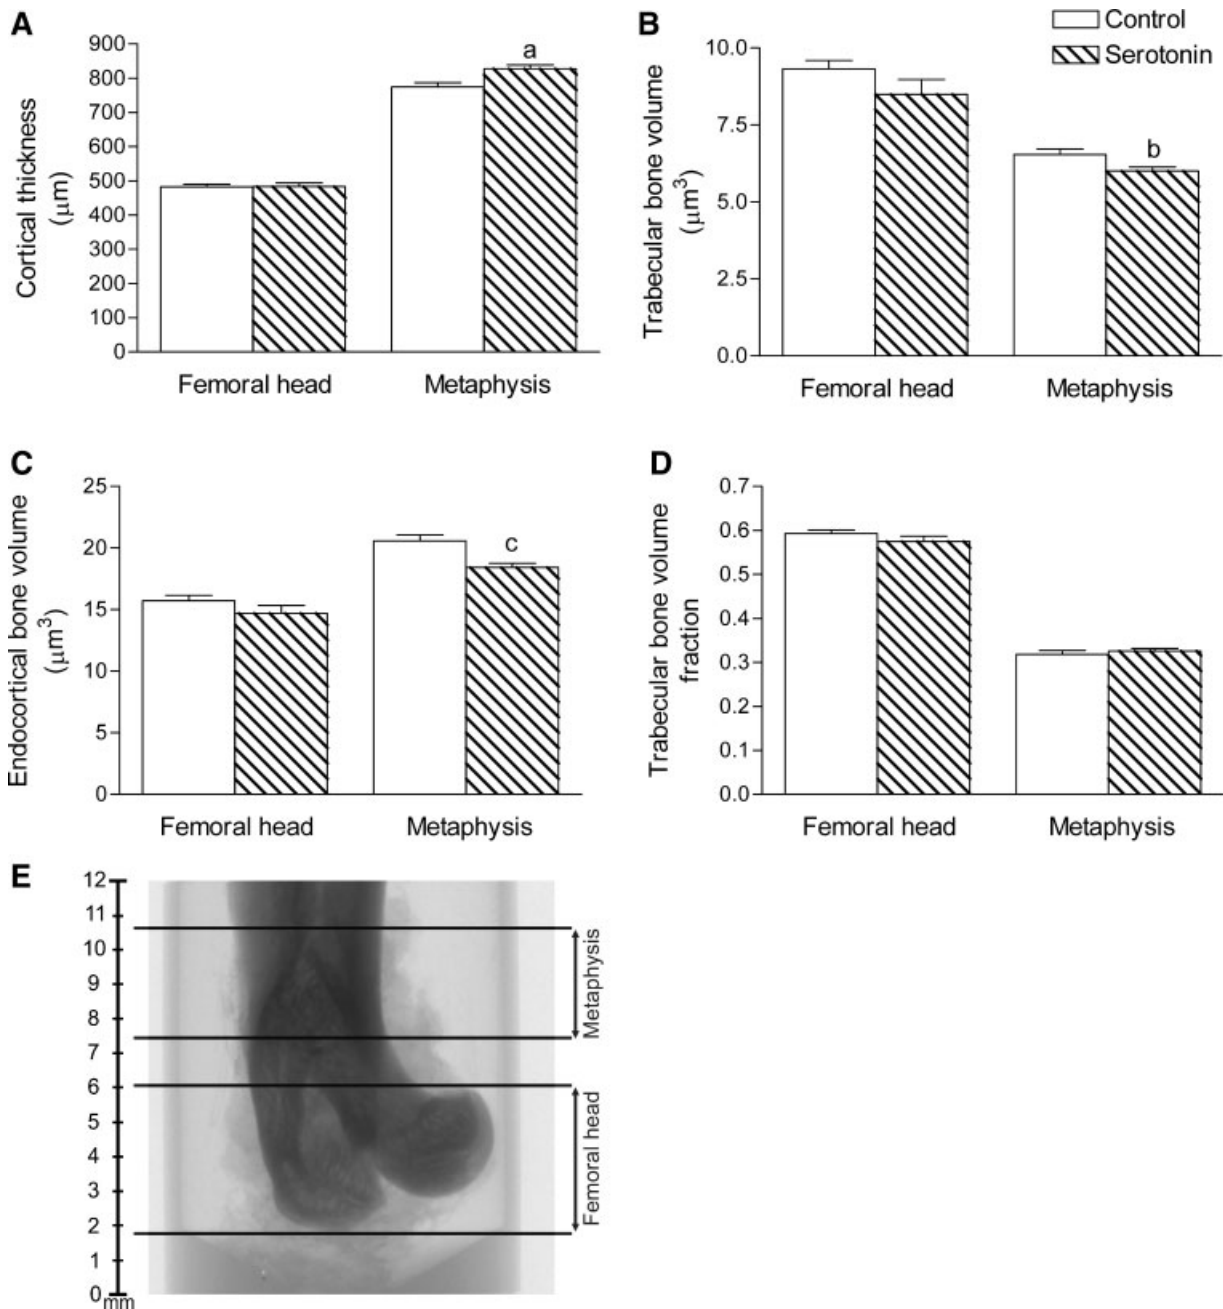 A
Cortical thickness
(μm)
900
800
700
600
500
400
300
200
100
0
a
Femoral head
Metaphysis
B
Control
Serotonin
Trabecular bone volume
(μm³)
10.0
7.5
5.0
2.5
0.0
b
Femoral head
Metaphysis
C
Endocortical bone volume
(μm³)
25
20
15
10
5
0
c
Femoral head
Metaphysis
D
Trabecular bone volume
fraction
0.7
0.6
0.5
0.4
0.3
0.2
0.1
0.0
Femoral head
Metaphysis
E
12
11
10
9
8
7
6
5
4
3
2
1
0
mm
Metaphysis
Femoral head